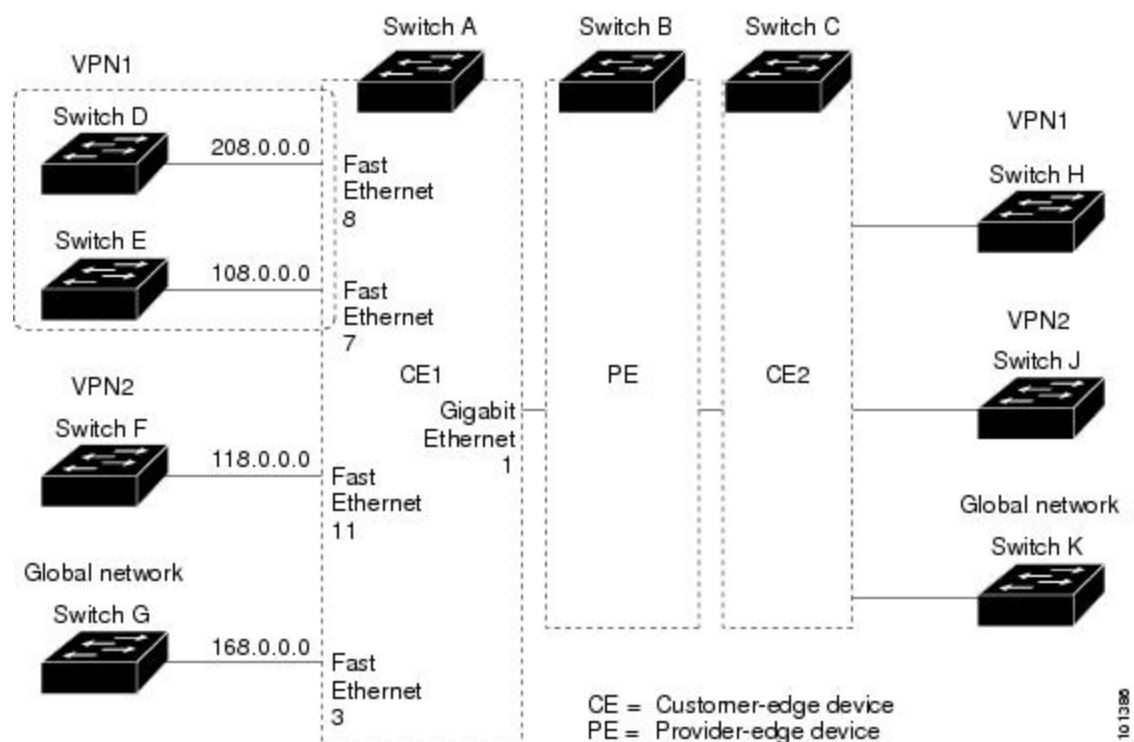 Switch A
Switch B
Switch C
VPN1
Switch D
208.0.0.0
Fast
Ethernet
8
Switch E
108.0.0.0
Fast
Ethernet
7
VPN2
Switch F
118.0.0.0
Fast
Ethernet
11
Global network
Switch G
168.0.0.0
Fast
Ethernet
3
CE1
Gigabit
Ethernet
1
PE
CE2
VPN1
Switch H
VPN2
Switch J
Global network
Switch K
CE = Customer-edge device
PE = Provider-edge device
101386